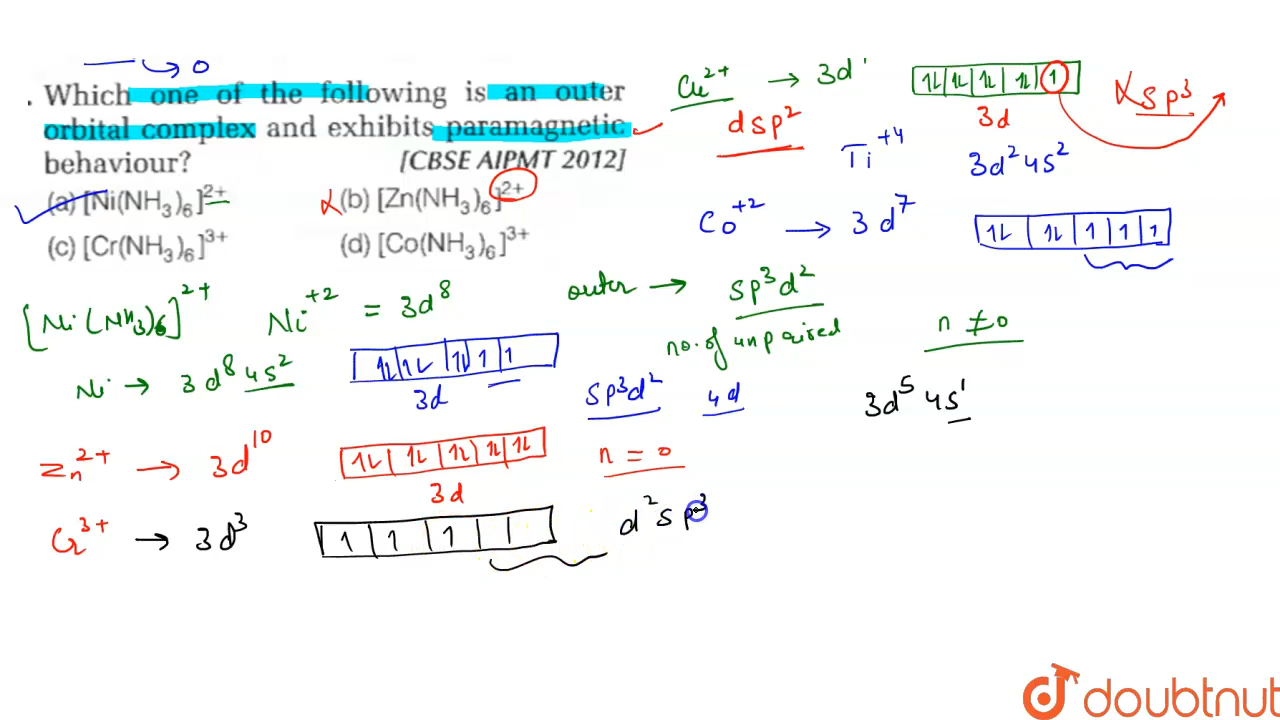 → 0
. Which one of the following is an outer
orbital complex and exhibits paramagnetic
behaviour? [CBSE AIPMT 2012]
(a) [Ni(NH₃)₆]²⁺ (b) [Zn(NH₃)₆]²⁺
(c) [Cr(NH₃)₆]³⁺ (d) [Co(NH₃)₆]³⁺
Cu²⁺ → 3d¹
3d
dsp²
sp³
Ti⁺⁴ 3d² 4s²
Co⁺² → 3d⁷
[Ni(NH₃)₆]²⁺ Ni⁺² = 3d⁸
outer → sp³d²
no. of unpaired n ≠ 0
Ni → 3d⁸ 4s²
3d
sp³d² 4d
3d⁵ 4s¹
Zn²⁺ → 3d¹⁰
3d
n = 0
Cr³⁺ → 3d³
d²sp³
doubtnut